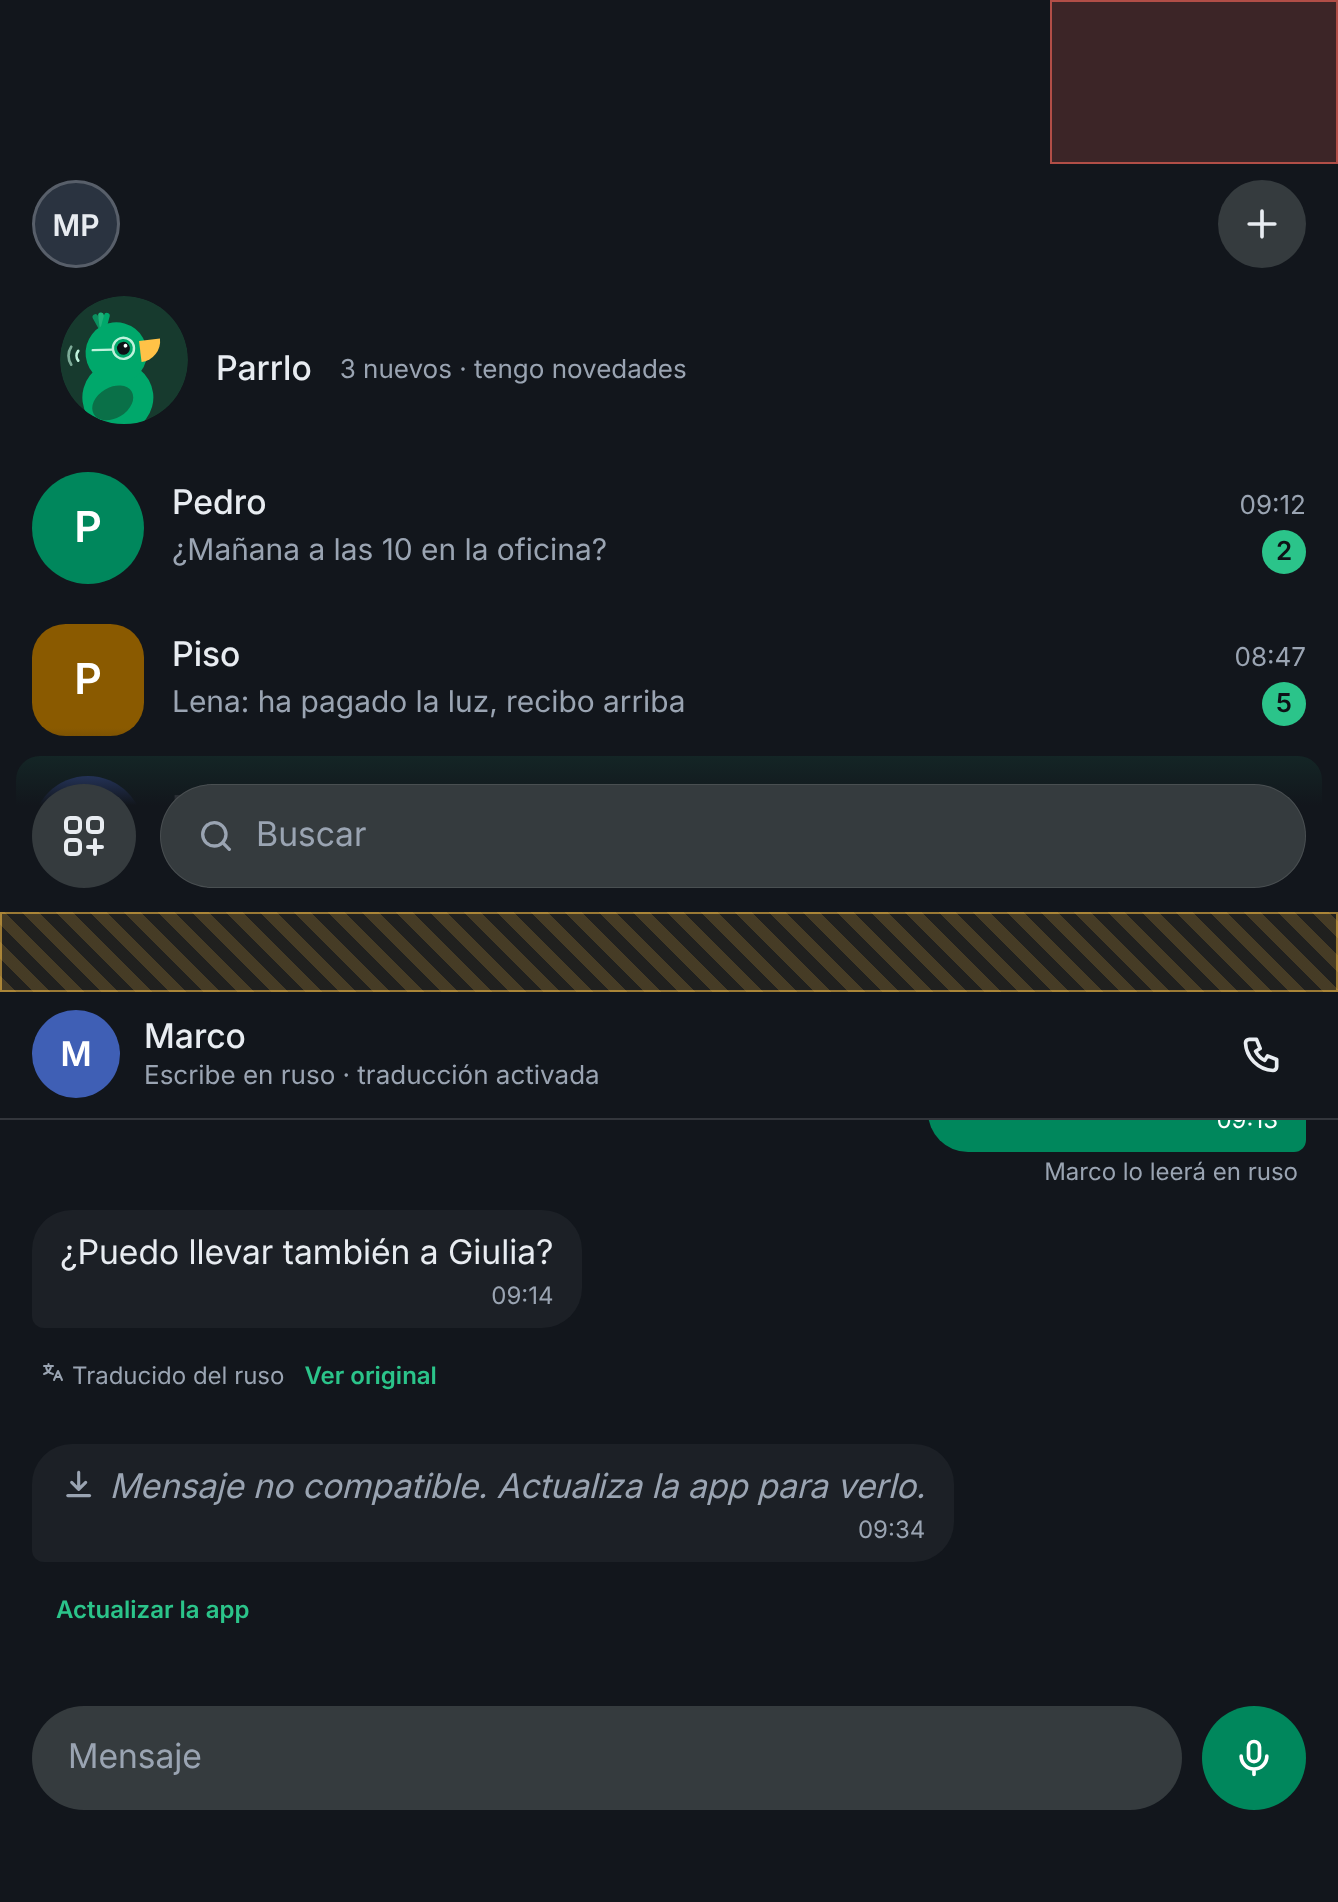 MP
Parrlo 3 nuevos · tengo novedades
P
Pedro
09:12
¿Mañana a las 10 en la oficina?
2
P
Piso
08:47
Lena: ha pagado la luz, recibo arriba
5
Buscar
M
Marco
Escribe en ruso · traducción activada
Marco lo leerá en ruso
¿Puedo llevar también a Giulia?
09:14
Traducido del ruso Ver original
Mensaje no compatible. Actualiza la app para verlo.
09:34
Actualizar la app
Mensaje